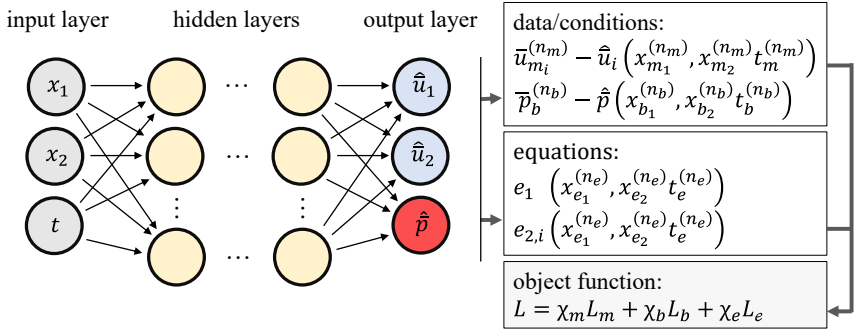 input layer
hidden layers
output layer
x₁
x₂
t
⋯
⋯
⋯
⋮
⋮
û̄₁
û̄₂
p̂̄
data/conditions:
ū_{m_i}^{(n_m)} − û̄_i (x_{m_1}^{(n_m)}, x_{m_2}^{(n_m)} t_m^{(n_m)})
p̄_b^{(n_b)} − p̂̄ (x_{b_1}^{(n_b)}, x_{b_2}^{(n_b)} t_b^{(n_b)})
equations:
e_1 (x_{e_1}^{(n_e)}, x_{e_2}^{(n_e)} t_e^{(n_e)})
e_{2,i} (x_{e_1}^{(n_e)}, x_{e_2}^{(n_e)} t_e^{(n_e)})
object function:
L = χ_m L_m + χ_b L_b + χ_e L_e